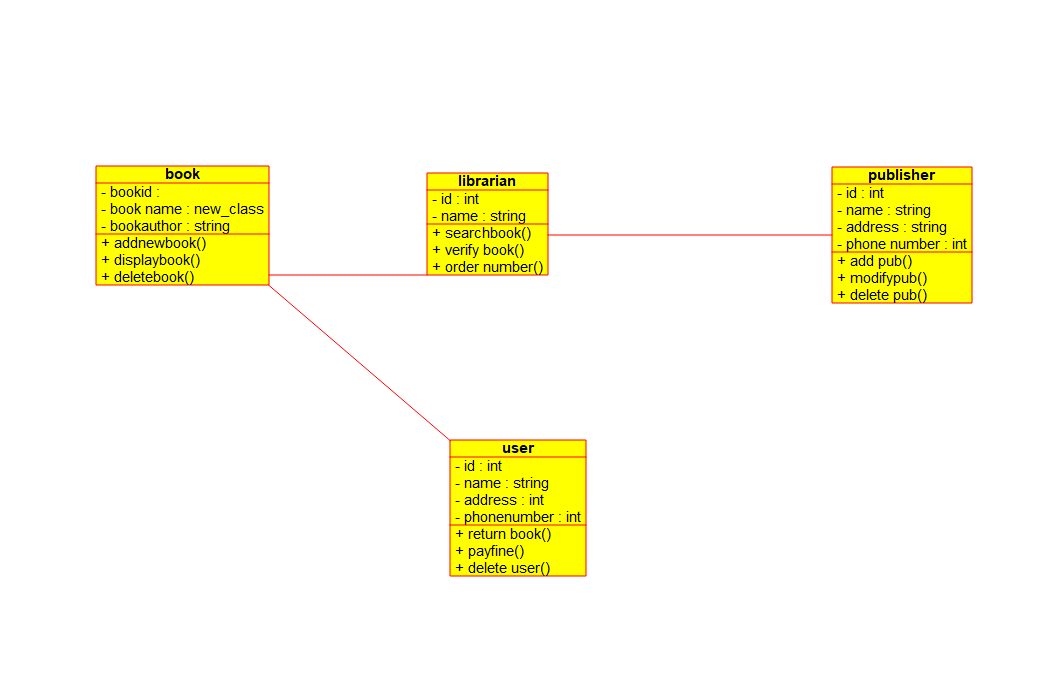 book
- bookid :
- book name : new_class
- bookauthor : string
+ addnewbook()
+ displaybook()
+ deletebook()
librarian
- id : int
- name : string
+ searchbook()
+ verify book()
+ order number()
publisher
- id : int
- name : string
- address : string
- phone number : int
+ add pub()
+ modifypub()
+ delete pub()
user
- id : int
- name : string
- address : int
- phonenumber : int
+ return book()
+ payfine()
+ delete user()